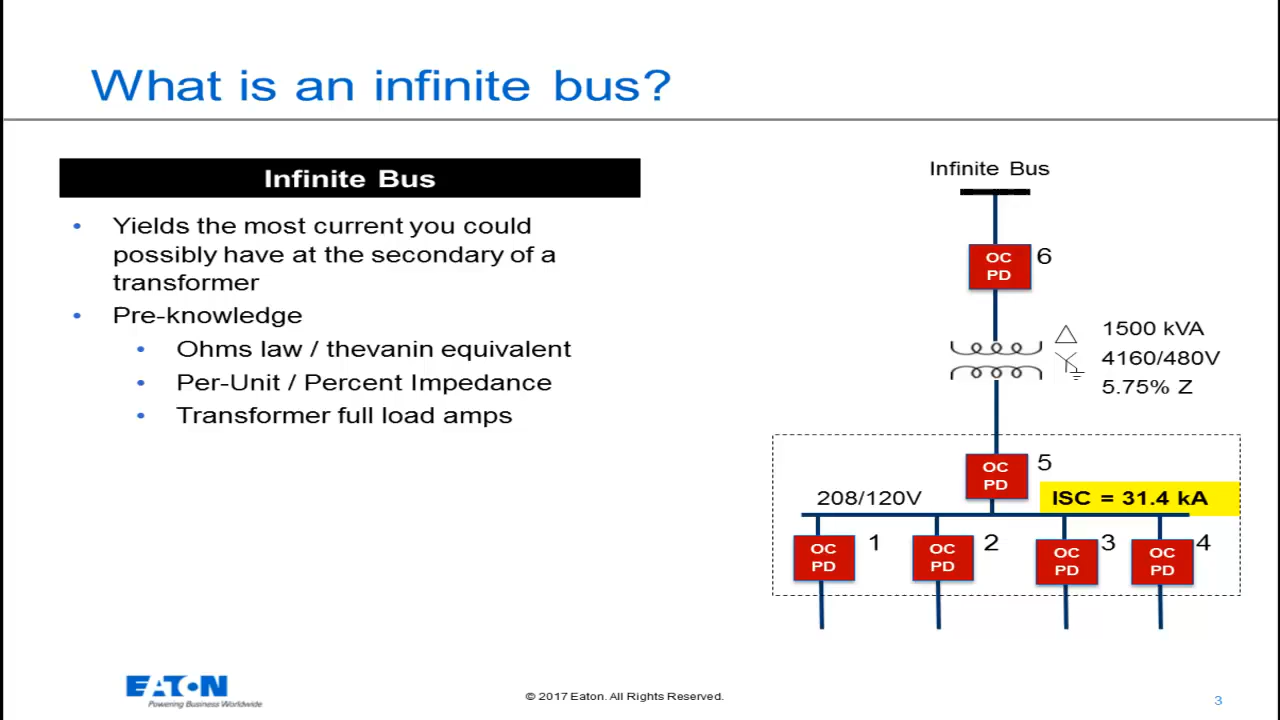 What is an infinite bus?
Infinite Bus
• Yields the most current you could
possibly have at the secondary of a
transformer
• Pre-knowledge
• Ohms law / thevanin equivalent
• Per-Unit / Percent Impedance
• Transformer full load amps
Infinite Bus
OC
PD
6
1500 kVA
4160/480V
5.75% Z
OC
PD
5
208/120V
ISC = 31.4 kA
OC
PD
1
OC
PD
2
OC
PD
3
OC
PD
4
EATON
Powering Business Worldwide
© 2017 Eaton. All Rights Reserved.
3